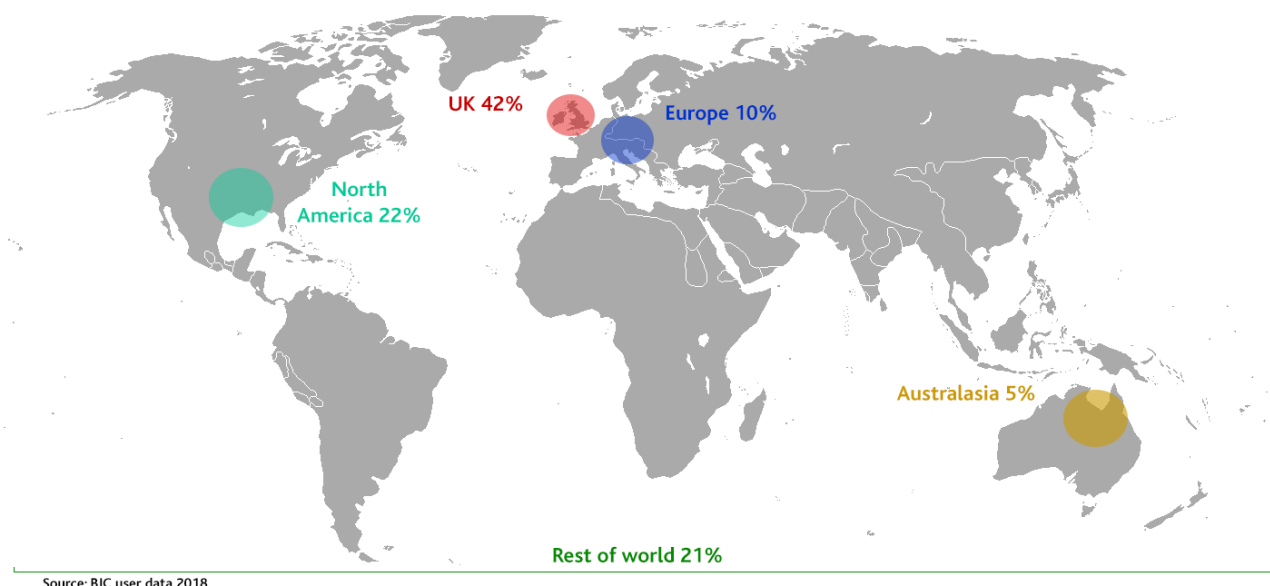 UK 42%
Europe 10%
North
America 22%
Australasia 5%
Rest of world 21%
Source: BJC user data 2018